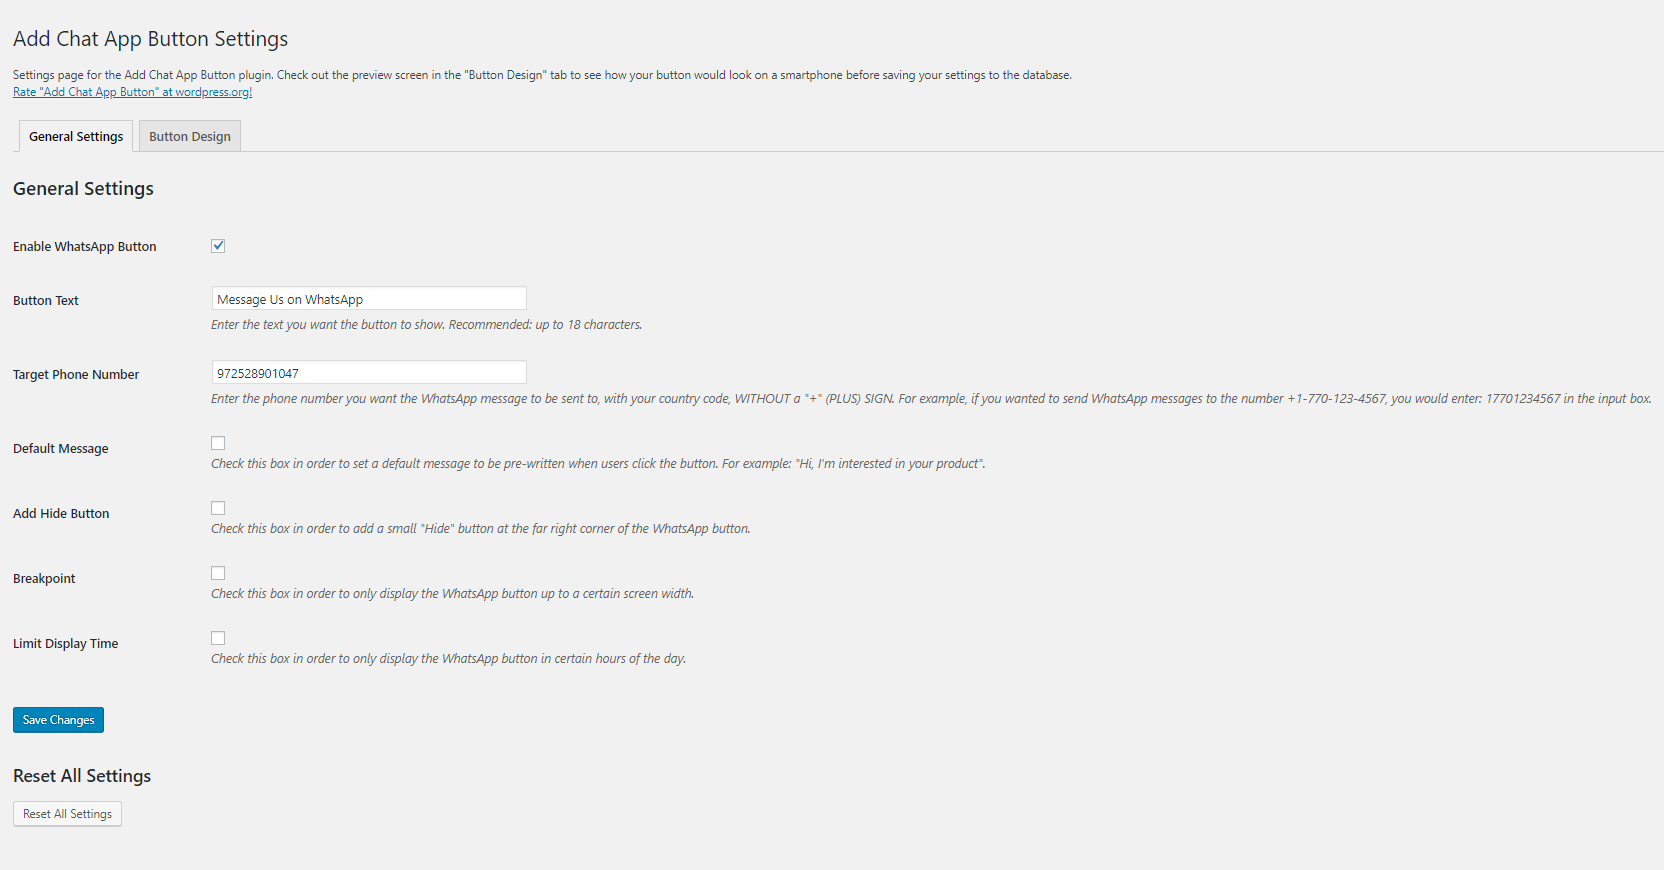 Add Chat App Button Settings
Settings page for the Add Chat App Button plugin. Check out the preview screen in the "Button Design" tab to see how your button would look on a smartphone before saving your settings to the database.
Rate "Add Chat App Button" at wordpress.org!
General Settings
Button Design
General Settings
Enable WhatsApp Button
Button Text
Message Us on WhatsApp
Enter the text you want the button to show. Recommended: up to 18 characters.
Target Phone Number
972528901047
Enter the phone number you want the WhatsApp message to be sent to, with your country code, WITHOUT a "+" (PLUS) SIGN. For example, if you wanted to send WhatsApp messages to the number +1-770-123-4567, you would enter: 17701234567 in the input box.
Default Message
Check this box in order to set a default message to be pre-written when users click the button. For example: "Hi, I'm interested in your product".
Add Hide Button
Check this box in order to add a small "Hide" button at the far right corner of the WhatsApp button.
Breakpoint
Check this box in order to only display the WhatsApp button up to a certain screen width.
Limit Display Time
Check this box in order to only display the WhatsApp button in certain hours of the day.
Save Changes
Reset All Settings
Reset All Settings